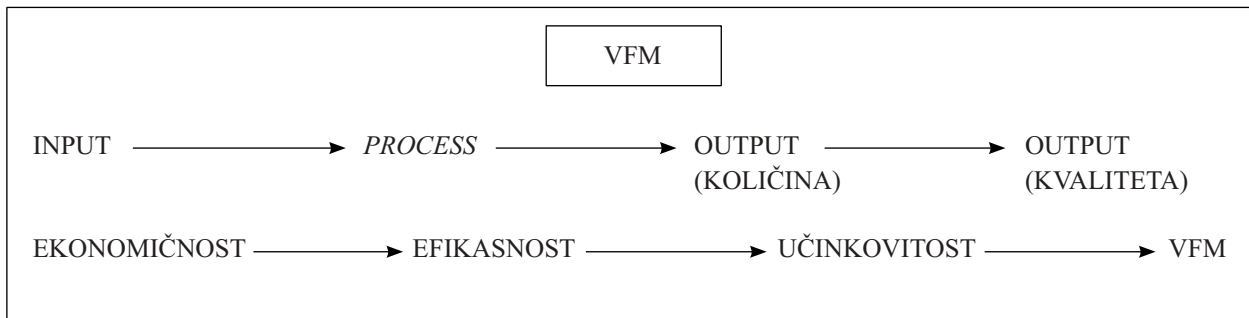 VFM
INPUT PROCESS OUTPUT OUTPUT
(KOLIČINA) (KVALITETA)
EKONOMIČNOST EFIKASNOST UČINKOVITOST VFM